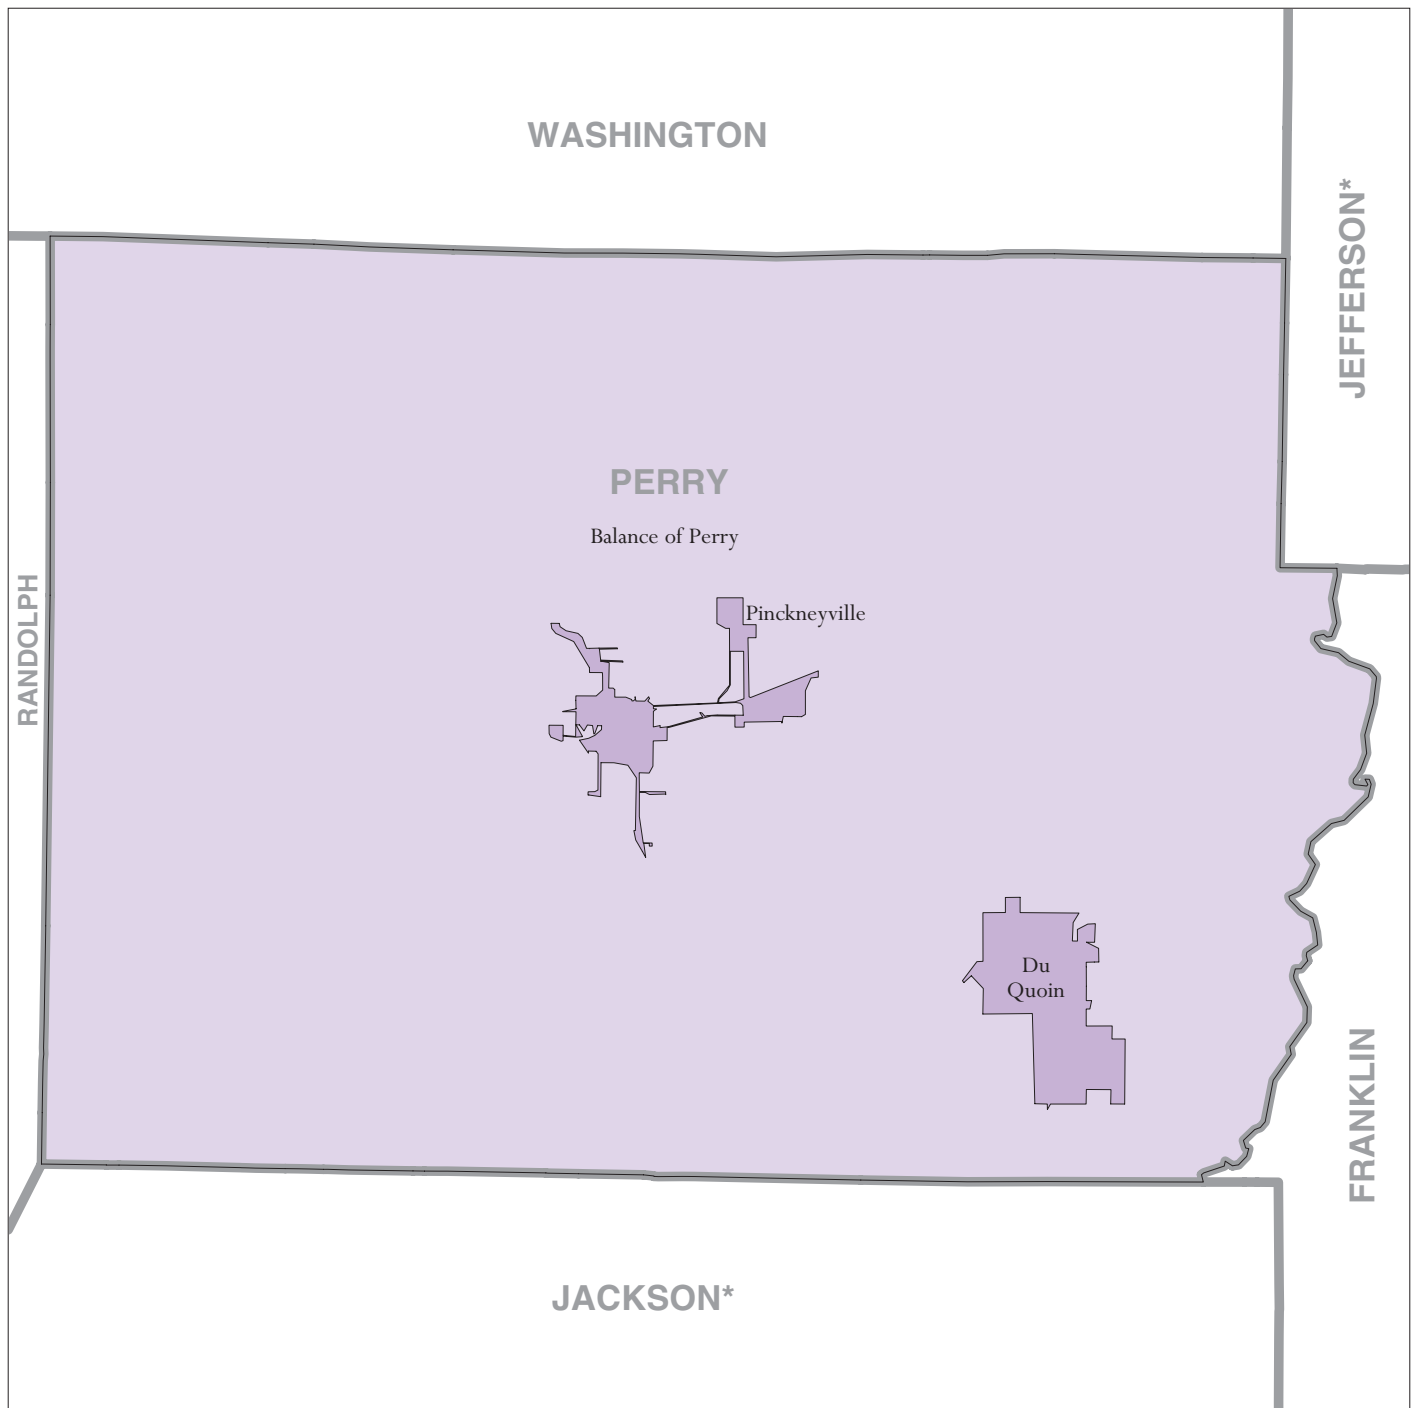 WASHINGTON
JEFFERSON*
PERRY
Balance of Perry
RANDOLPH
Pinckneyville
Du
Quoin
FRANKLIN
JACKSON*